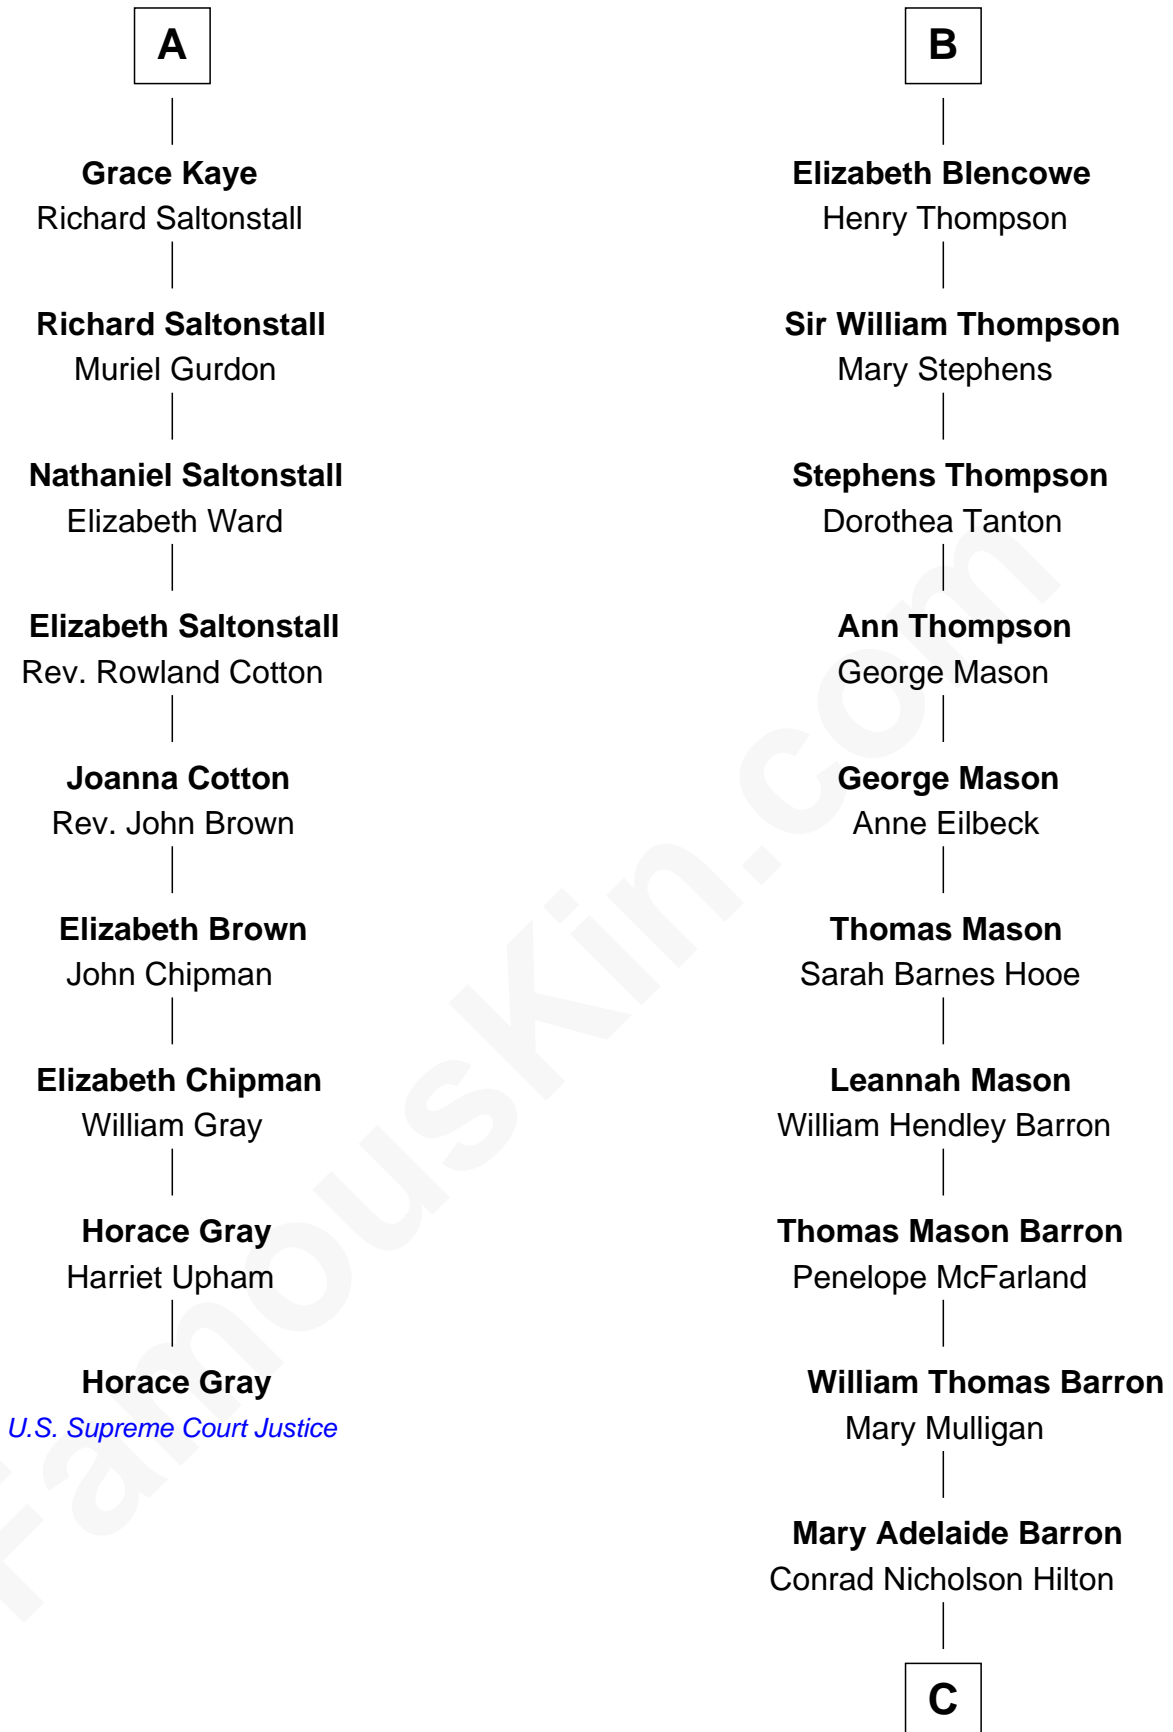 A
Grace Kaye
Richard Saltonstall
Richard Saltonstall
Muriel Gurdon
Nathaniel Saltonstall
Elizabeth Ward
Elizabeth Saltonstall
Rev. Rowland Cotton
Joanna Cotton
Rev. John Brown
Elizabeth Brown
John Chipman
Elizabeth Chipman
William Gray
Horace Gray
Harriet Upham
Horace Gray
U.S. Supreme Court Justice
B
Elizabeth Blencowe
Henry Thompson
Sir William Thompson
Mary Stephens
Stephens Thompson
Dorothea Tanton
Ann Thompson
George Mason
George Mason
Anne Eilbeck
Thomas Mason
Sarah Barnes Hooe
Leannah Mason
William Hendley Barron
Thomas Mason Barron
Penelope McFarland
William Thomas Barron
Mary Mulligan
Mary Adelaide Barron
Conrad Nicholson Hilton
C
FamousKin.com